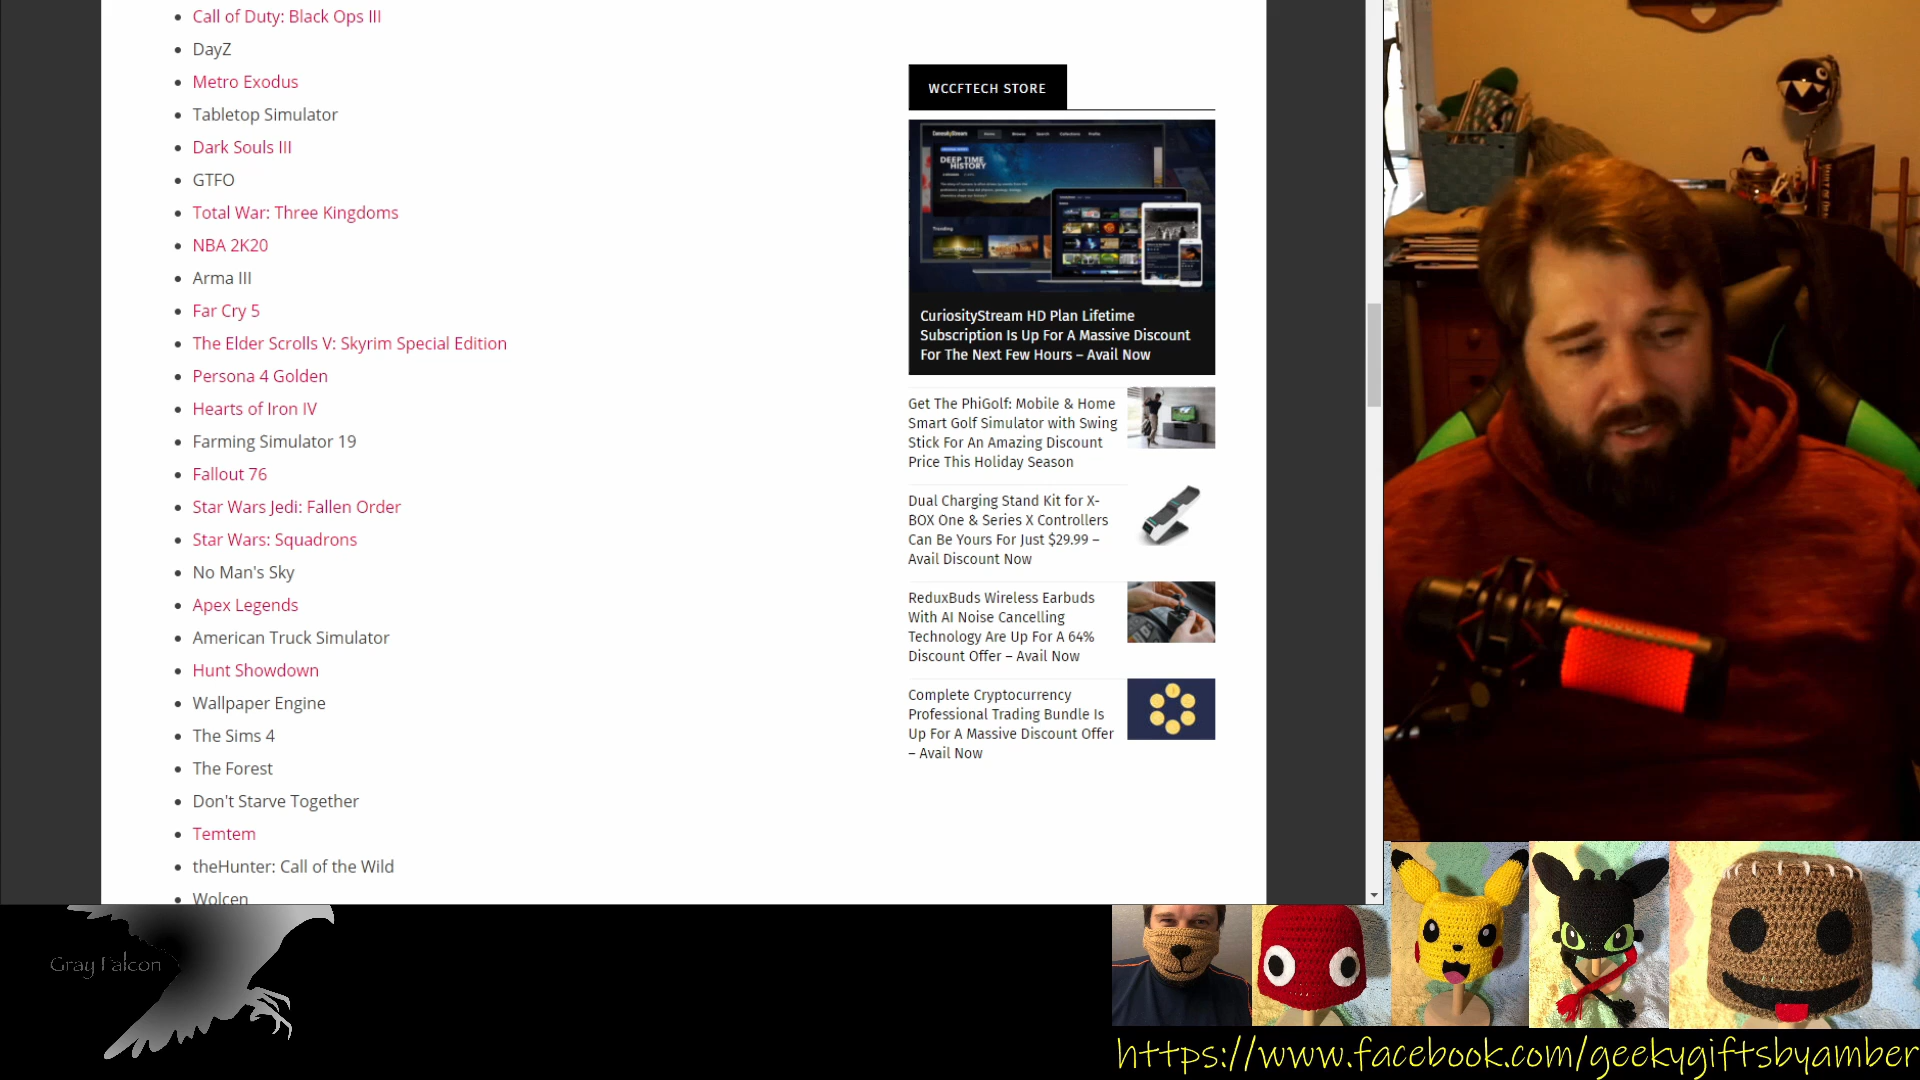 Call of Duty: Black Ops III
DayZ
Metro Exodus
Tabletop Simulator
Dark Souls III
GTFO
Total War: Three Kingdoms
NBA 2K20
Arma III
Far Cry 5
The Elder Scrolls V: Skyrim Special Edition
Persona 4 Golden
Hearts of Iron IV
Farming Simulator 19
Fallout 76
Star Wars Jedi: Fallen Order
Star Wars: Squadrons
No Man's Sky
Apex Legends
American Truck Simulator
Hunt Showdown
Wallpaper Engine
The Sims 4
The Forest
Don't Starve Together
Temtem
theHunter: Call of the Wild
Wolcen
WCCFTECH STORE
DEEP TIME
HISTORY
CuriosityStream HD Plan Lifetime
Subscription Is Up For A Massive Discount
For The Next Few Hours – Avail Now
Get The PhiGolf: Mobile & Home
Smart Golf Simulator with Swing
Stick For An Amazing Discount
Price This Holiday Season
Dual Charging Stand Kit for X-
BOX One & Series X Controllers
Can Be Yours For Just $29.99 –
Avail Discount Now
ReduxBuds Wireless Earbuds
With AI Noise Cancelling
Technology Are Up For A 64%
Discount Offer – Avail Now
Complete Cryptocurrency
Professional Trading Bundle Is
Up For A Massive Discount Offer
– Avail Now
Gray Falcon
https://www.facebook.com/geekygiftsbyamber